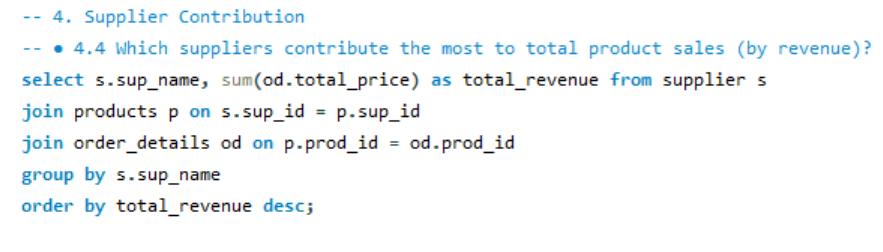 -- 4. Supplier Contribution
-- • 4.4 Which suppliers contribute the most to total product sales (by revenue)?
select s.sup_name, sum(od.total_price) as total_revenue from supplier s
join products p on s.sup_id = p.sup_id
join order_details od on p.prod_id = od.prod_id
group by s.sup_name
order by total_revenue desc;